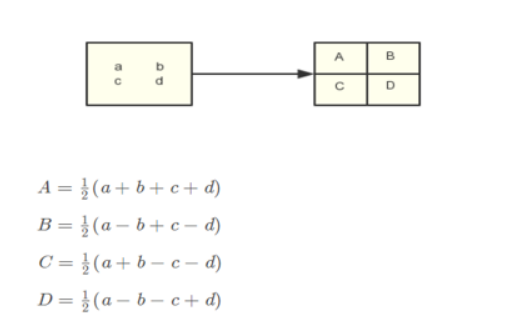 a b A B
c d C D
A = \frac{1}{2}(a + b + c + d)
B = \frac{1}{2}(a − b + c − d)
C = \frac{1}{2}(a + b − c − d)
D = \frac{1}{2}(a − b − c + d)